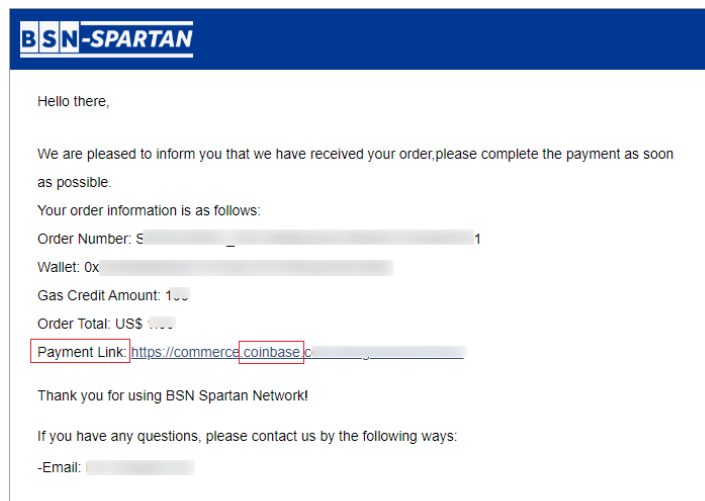 BSN-SPARTAN
Hello there,
We are pleased to inform you that we have received your order,please complete the payment as soon
as possible.
Your order information is as follows:
Order Number: S _ 1
Wallet: 0x
Gas Credit Amount: 1
Order Total: US$
Payment Link: https://commerce.coinbase.c
Thank you for using BSN Spartan Network!
If you have any questions, please contact us by the following ways:
-Email: